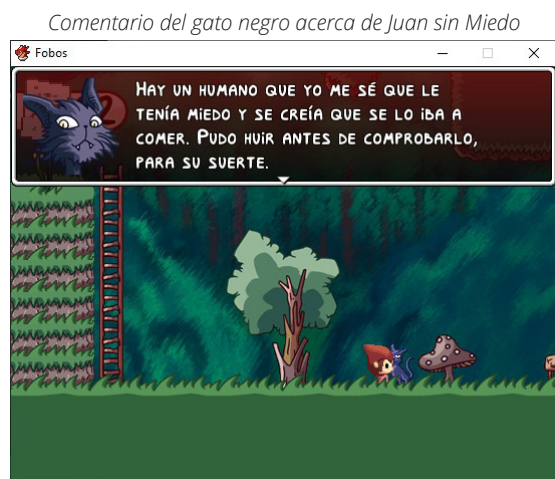 Comentario del gato negro acerca de Juan sin Miedo
Fobos
Hay un humano que yo me sé que le
tenía miedo y se creía que se lo iba a
comer. Pudo huir antes de comprobarlo,
para su suerte.